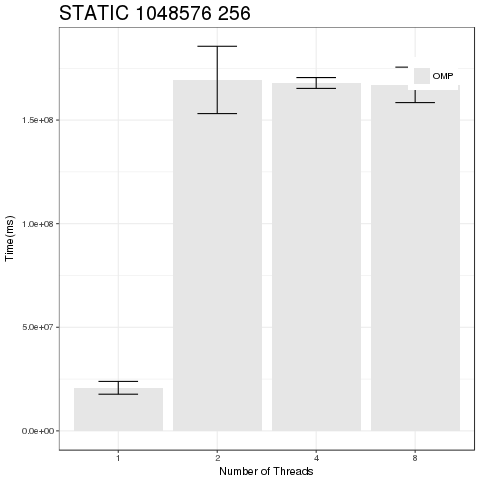 STATIC 1048576 256
OMP
1.5e+08
1.0e+08
5.0e+07
0.0e+00
Time(ms)
1 2 4 8
Number of Threads